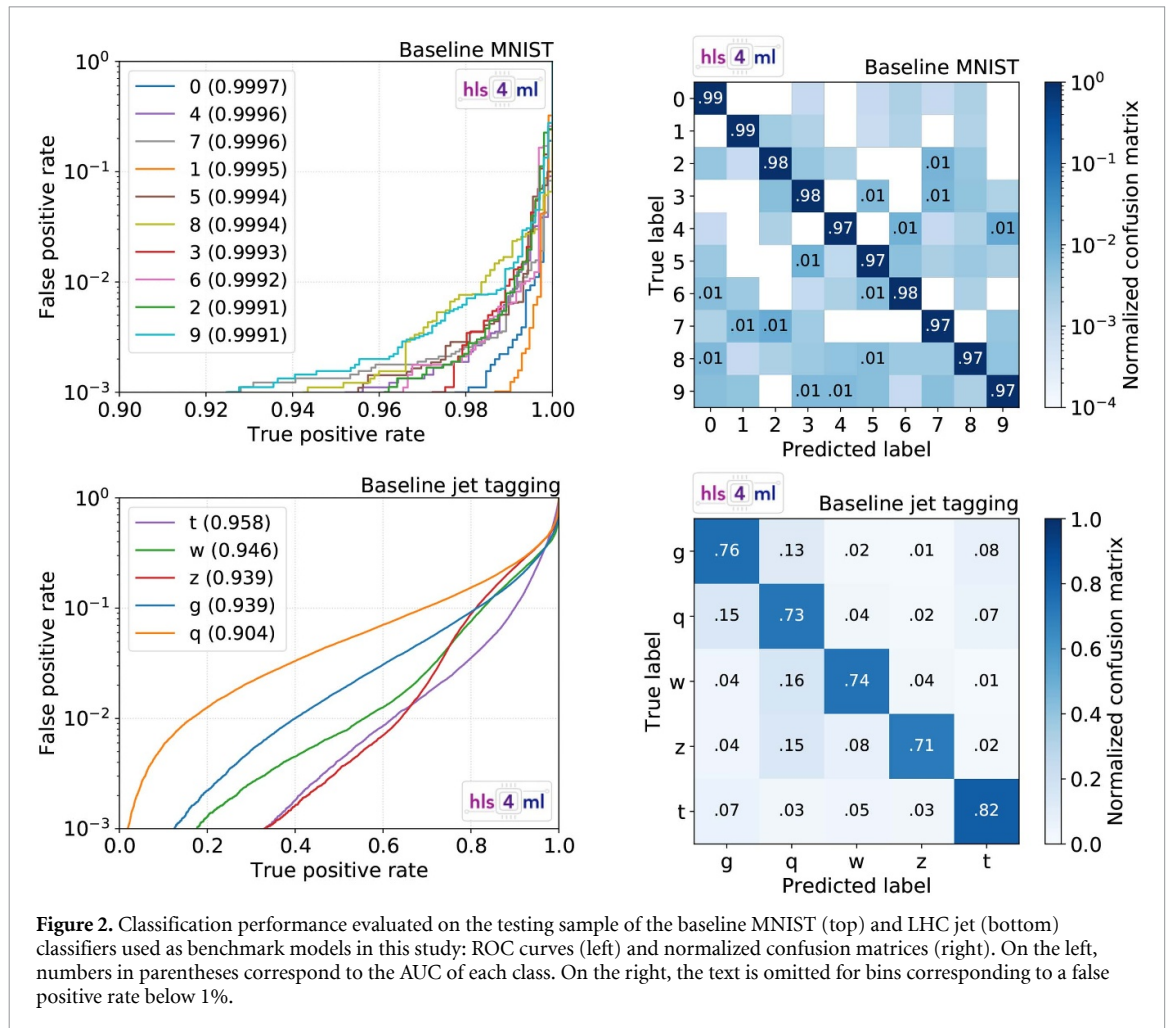 Baseline MNIST
hls 4 ml
10⁰
10⁻¹
10⁻²
10⁻³
False positive rate
0 (0.9997)
4 (0.9996)
7 (0.9996)
1 (0.9995)
5 (0.9994)
8 (0.9994)
3 (0.9993)
6 (0.9992)
2 (0.9991)
9 (0.9991)
0.90 0.92 0.94 0.96 0.98 1.00
True positive rate
hls 4 ml
Baseline MNIST
True label
0 .99
1 .99
2 .98 .01
3 .98 .01 .01
4 .97 .01 .01
5 .01 .97
6 .01 .01 .98
7 .01 .01 .97
8 .01 .01 .97
9 .01 .01 .97
0 1 2 3 4 5 6 7 8 9
Predicted label
10⁰
10⁻¹
10⁻²
10⁻³
10⁻⁴
Normalized confusion matrix
Baseline jet tagging
10⁰
10⁻¹
10⁻²
10⁻³
False positive rate
t (0.958)
w (0.946)
z (0.939)
g (0.939)
q (0.904)
hls 4 ml
0.0 0.2 0.4 0.6 0.8 1.0
True positive rate
hls 4 ml
Baseline jet tagging
True label
g .76 .13 .02 .01 .08
q .15 .73 .04 .02 .07
w .04 .16 .74 .04 .01
z .04 .15 .08 .71 .02
t .07 .03 .05 .03 .82
g q w z t
Predicted label
1.0
0.8
0.6
0.4
0.2
0.0
Normalized confusion matrix
Figure 2. Classification performance evaluated on the testing sample of the baseline MNIST (top) and LHC jet (bottom)
classifiers used as benchmark models in this study: ROC curves (left) and normalized confusion matrices (right). On the left,
numbers in parentheses correspond to the AUC of each class. On the right, the text is omitted for bins corresponding to a false
positive rate below 1%.